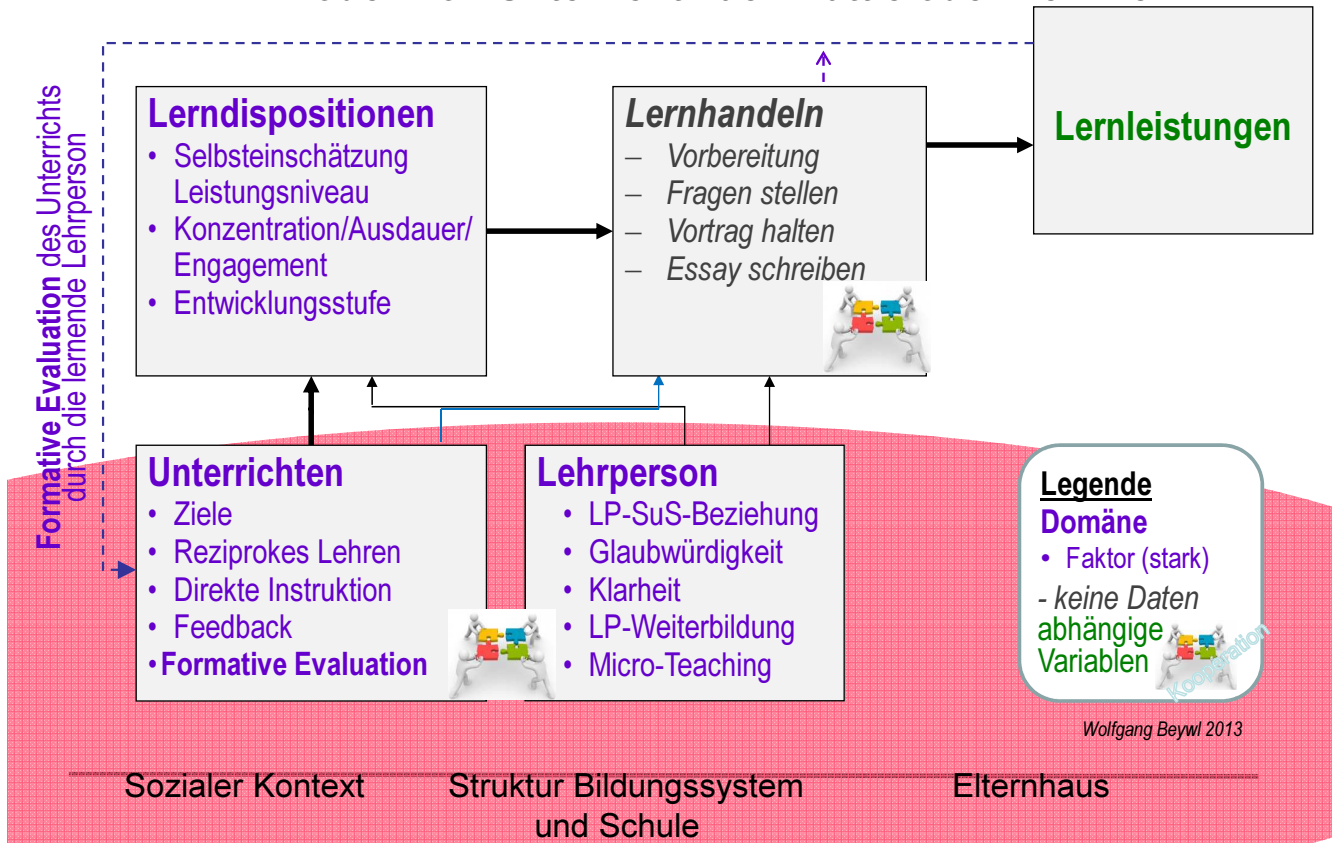 Formative Evaluation des Unterrichts
durch die lernende Lehrperson
Lerndispositionen
• Selbsteinschätzung
Leistungsniveau
• Konzentration/Ausdauer/
Engagement
• Entwicklungsstufe
Lernhandeln
– Vorbereitung
– Fragen stellen
– Vortrag halten
– Essay schreiben
Lernleistungen
Unterrichten
• Ziele
• Reziprokes Lehren
• Direkte Instruktion
• Feedback
• Formative Evaluation
Lehrperson
• LP-SuS-Beziehung
• Glaubwürdigkeit
• Klarheit
• LP-Weiterbildung
• Micro-Teaching
Legende
Domäne
• Faktor (stark)
- keine Daten
abhängige
Variablen
Kooperation
Wolfgang Beywl 2013
Sozialer Kontext
Struktur Bildungssystem
und Schule
Elternhaus